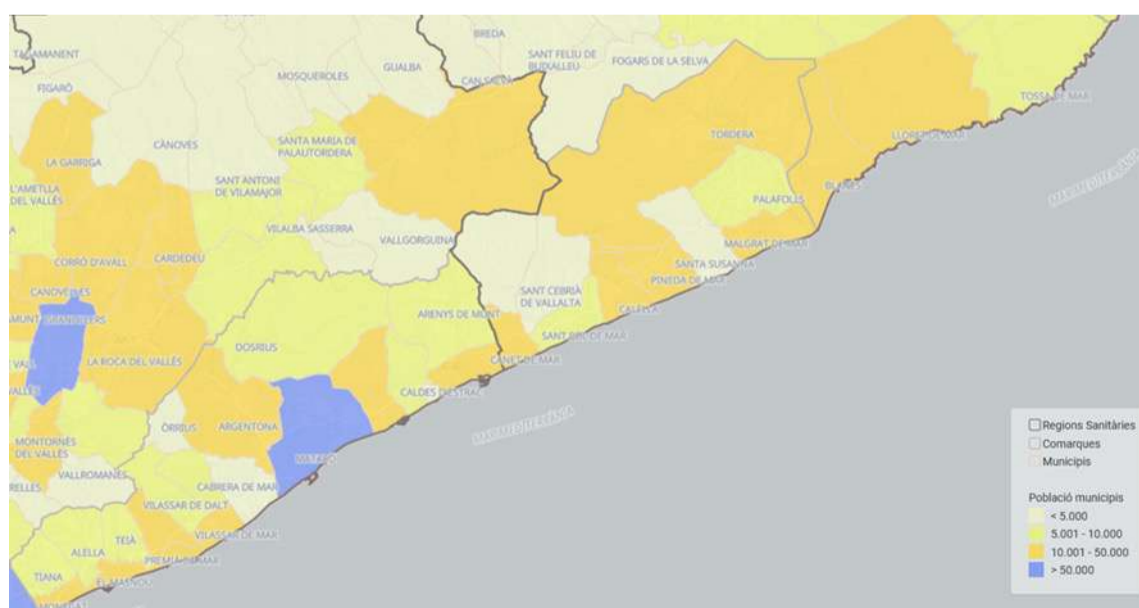 BREDA
TAGAMANENT
SANT FELIU DE
BUIXALLEU
FOGARS DE LA SELVA
GUALBA
MOSQUEROLES
CAN SALVÀ
FIGARÓ
TOSSA DE MAR
TORDERA
LLORET DE MAR
SANTA MARIA DE
PALAUTORDERA
CÀNOVES
LA GARRIGA
SANT ANTONI
DE VILAMAJOR
L'AMETLLA
DEL VALLÈS
BLANES
PALAFOLLS
MAR MEDITERRÀNIA
VILALBA SASSERRA
VALLGORGUINA
MALGRAT DE MAR
CORRÓ D'AVALL
CARDEDEU
SANTA SUSANNA
PINEDA DE MAR
CANOVELLES
SANT CEBRIÀ
DE VALLALTA
CALELLA
GRANOLLERS
ARENYS DE MUNT
SANT POL DE MAR
DOSRIUS
LA ROCA DEL VALLÈS
CANET DE MAR
CALDES D'ESTRAC
MAR MEDITERRÀNIA
ÒRRIUS
ARGENTONA
MONTORNÈS
DEL VALLÈS
MATARÓ
VALLROMANES
CABRERA DE MAR
VILASSAR DE DALT
VILASSAR DE MAR
TEIÀ
ALELLA
PREMIÀ DE MAR
TIANA
EL MASNOU
MONTGAT
Regions Sanitàries
Comarques
Municipis
Població municipis
< 5.000
5.001 - 10.000
10.001 - 50.000
> 50.000